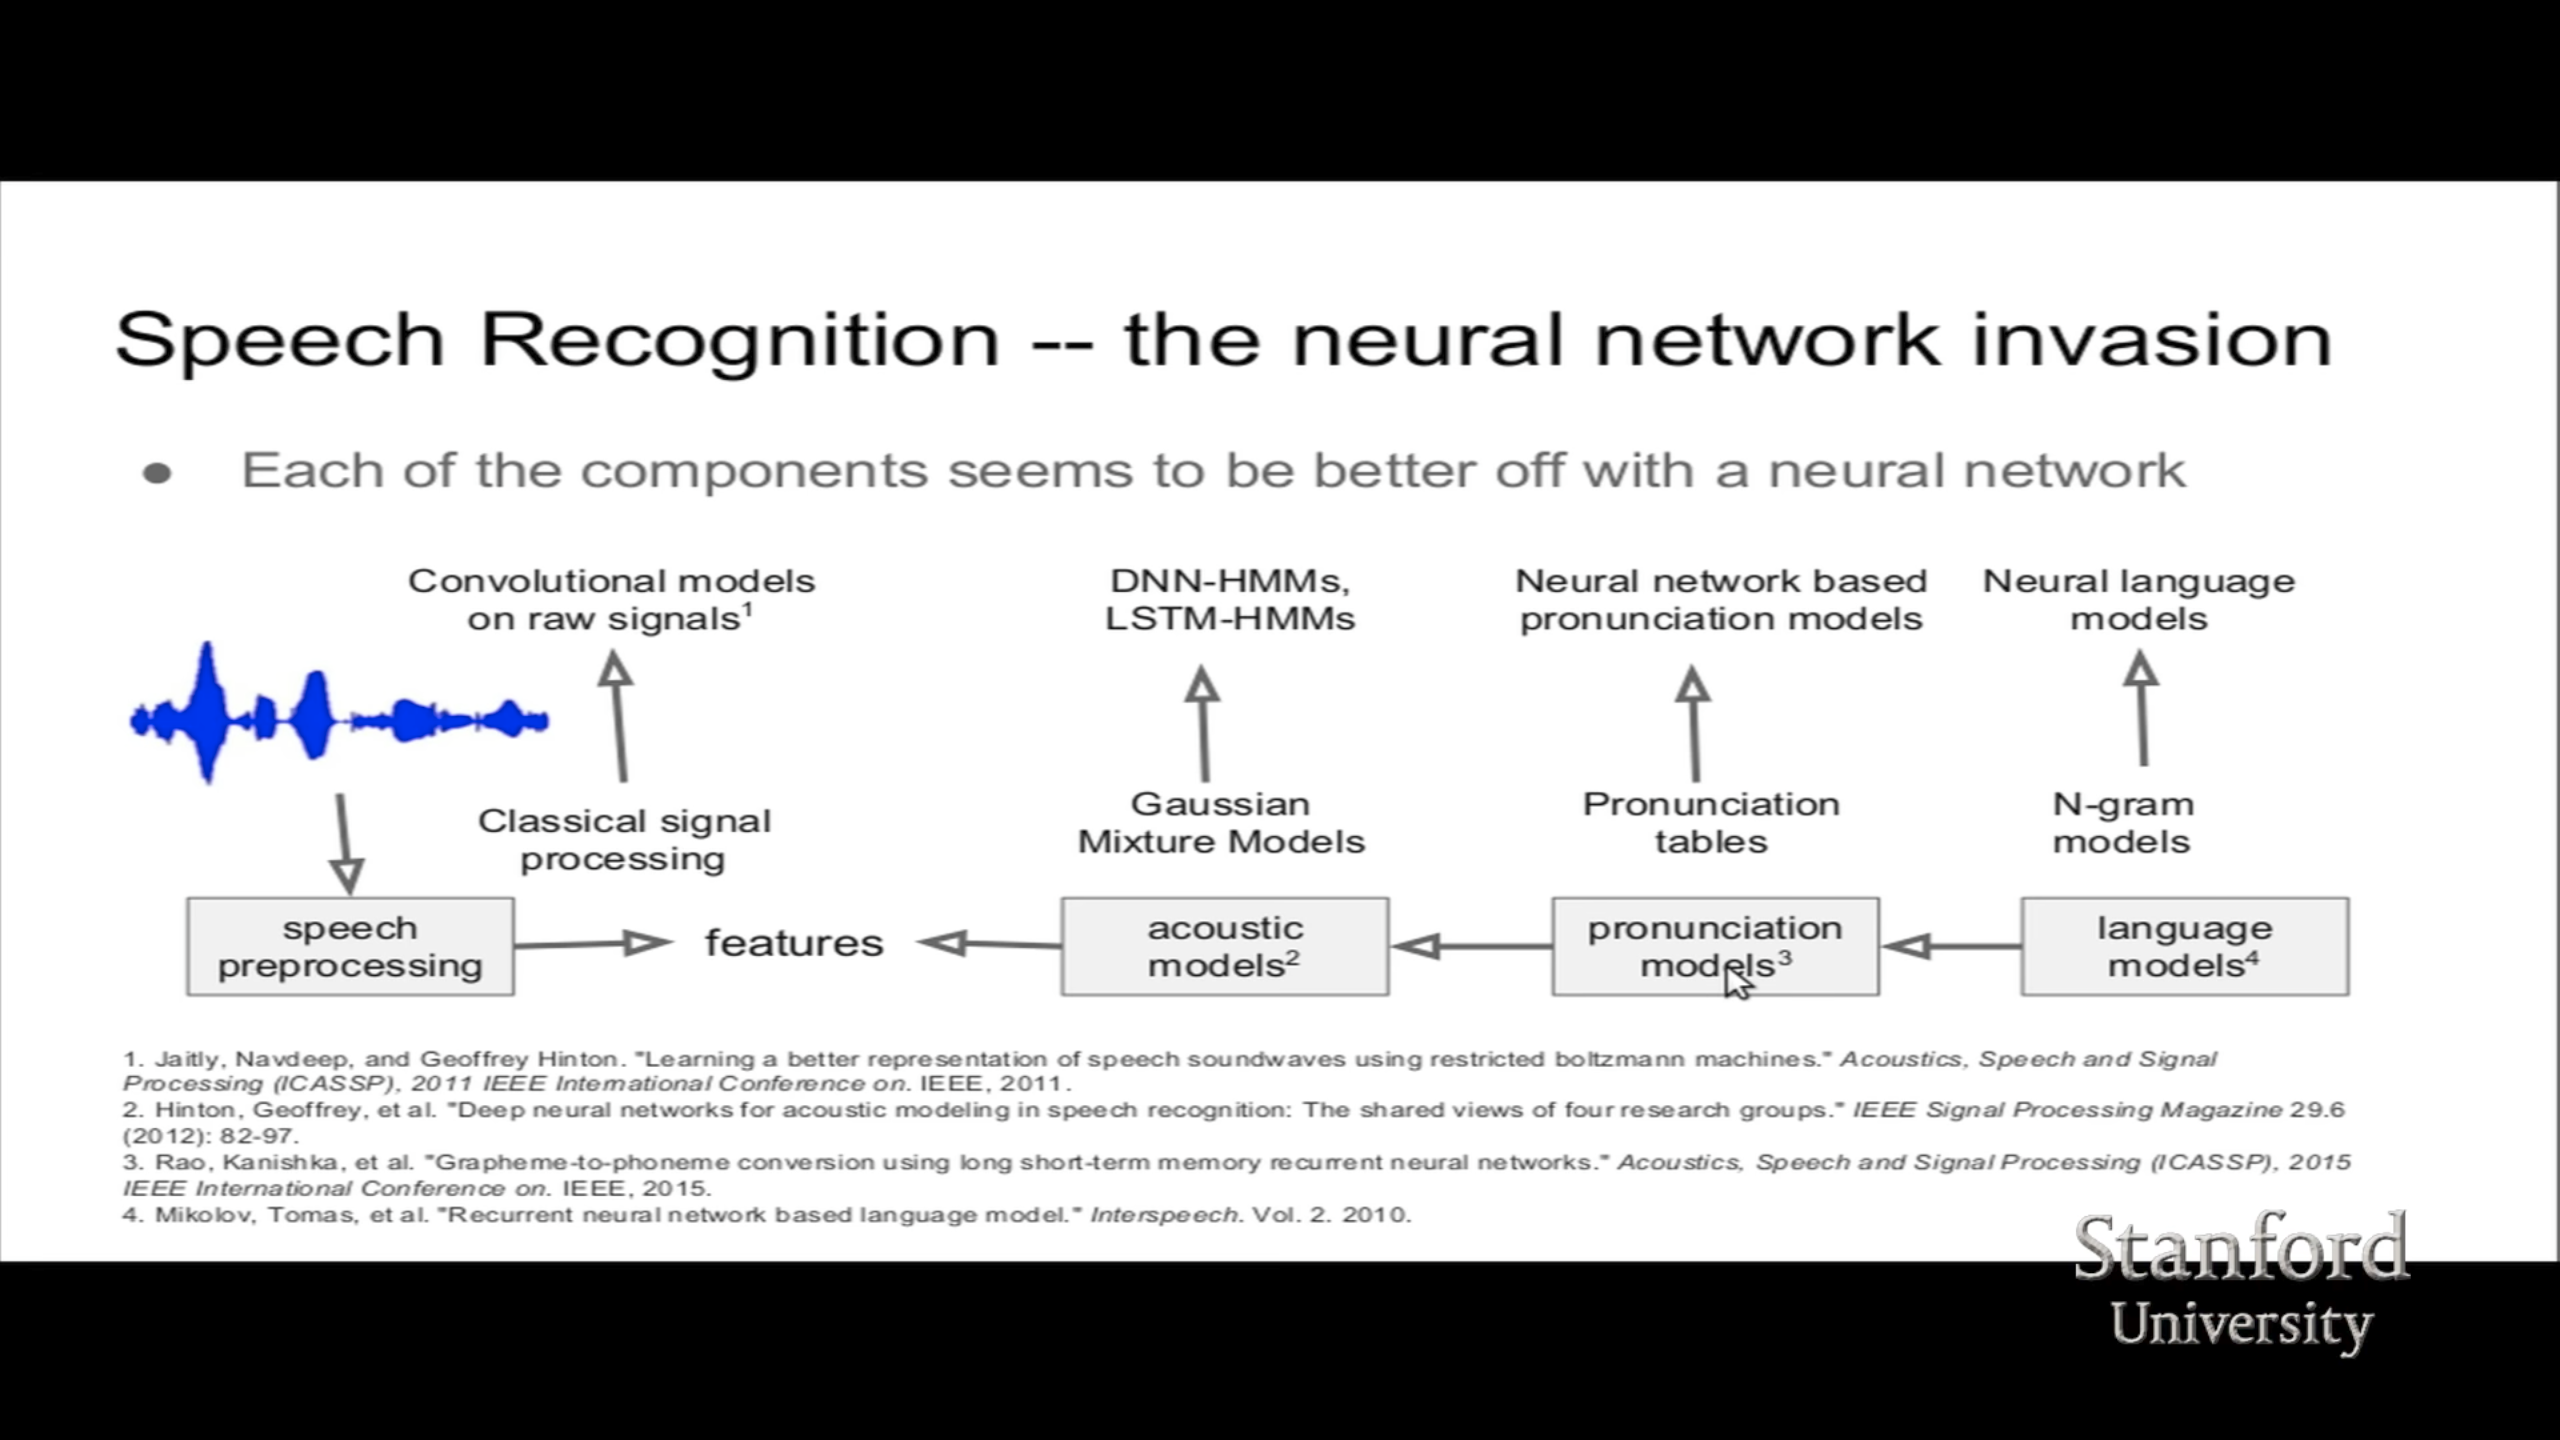 Speech Recognition -- the neural network invasion
● Each of the components seems to be better off with a neural network
Convolutional models
on raw signals¹
DNN-HMMs,
LSTM-HMMs
Neural network based
pronunciation models
Neural language
models
Classical signal
processing
Gaussian
Mixture Models
Pronunciation
tables
N-gram
models
speech
preprocessing
features
acoustic
models²
pronunciation
models³
language
models⁴
1. Jaitly, Navdeep, and Geoffrey Hinton. "Learning a better representation of speech soundwaves using restricted boltzmann machines." Acoustics, Speech and Signal
Processing (ICASSP), 2011 IEEE International Conference on. IEEE, 2011.
2. Hinton, Geoffrey, et al. "Deep neural networks for acoustic modeling in speech recognition: The shared views of four research groups." IEEE Signal Processing Magazine 29.6
(2012): 82-97.
3. Rao, Kanishka, et al. "Grapheme-to-phoneme conversion using long short-term memory recurrent neural networks." Acoustics, Speech and Signal Processing (ICASSP), 2015
IEEE International Conference on. IEEE, 2015.
4. Mikolov, Tomas, et al. "Recurrent neural network based language model." Interspeech. Vol. 2. 2010.
Stanford
University